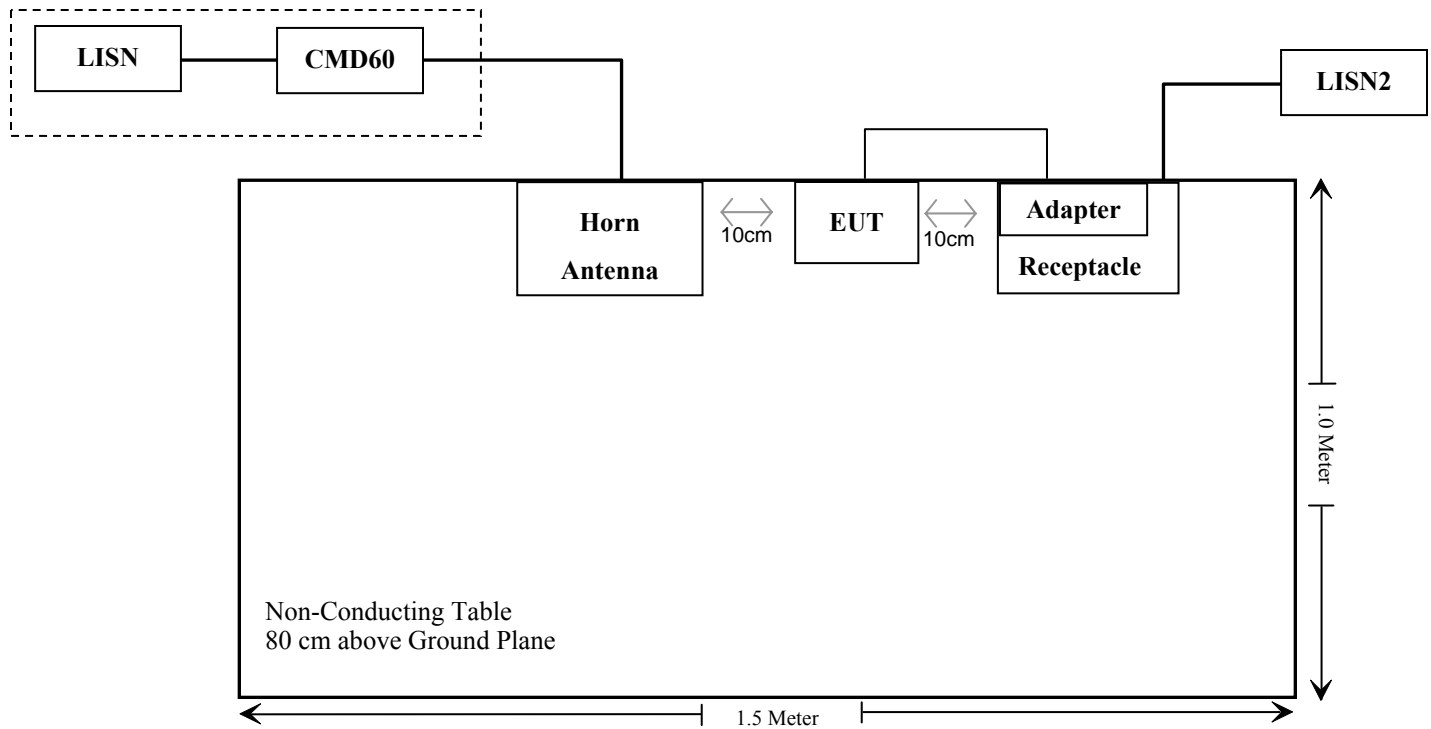 LISN
CMD60
LISN2
Horn
Antenna
10cm
EUT
10cm
Adapter
Receptacle
1.0 Meter
Non-Conducting Table
80 cm above Ground Plane
1.5 Meter